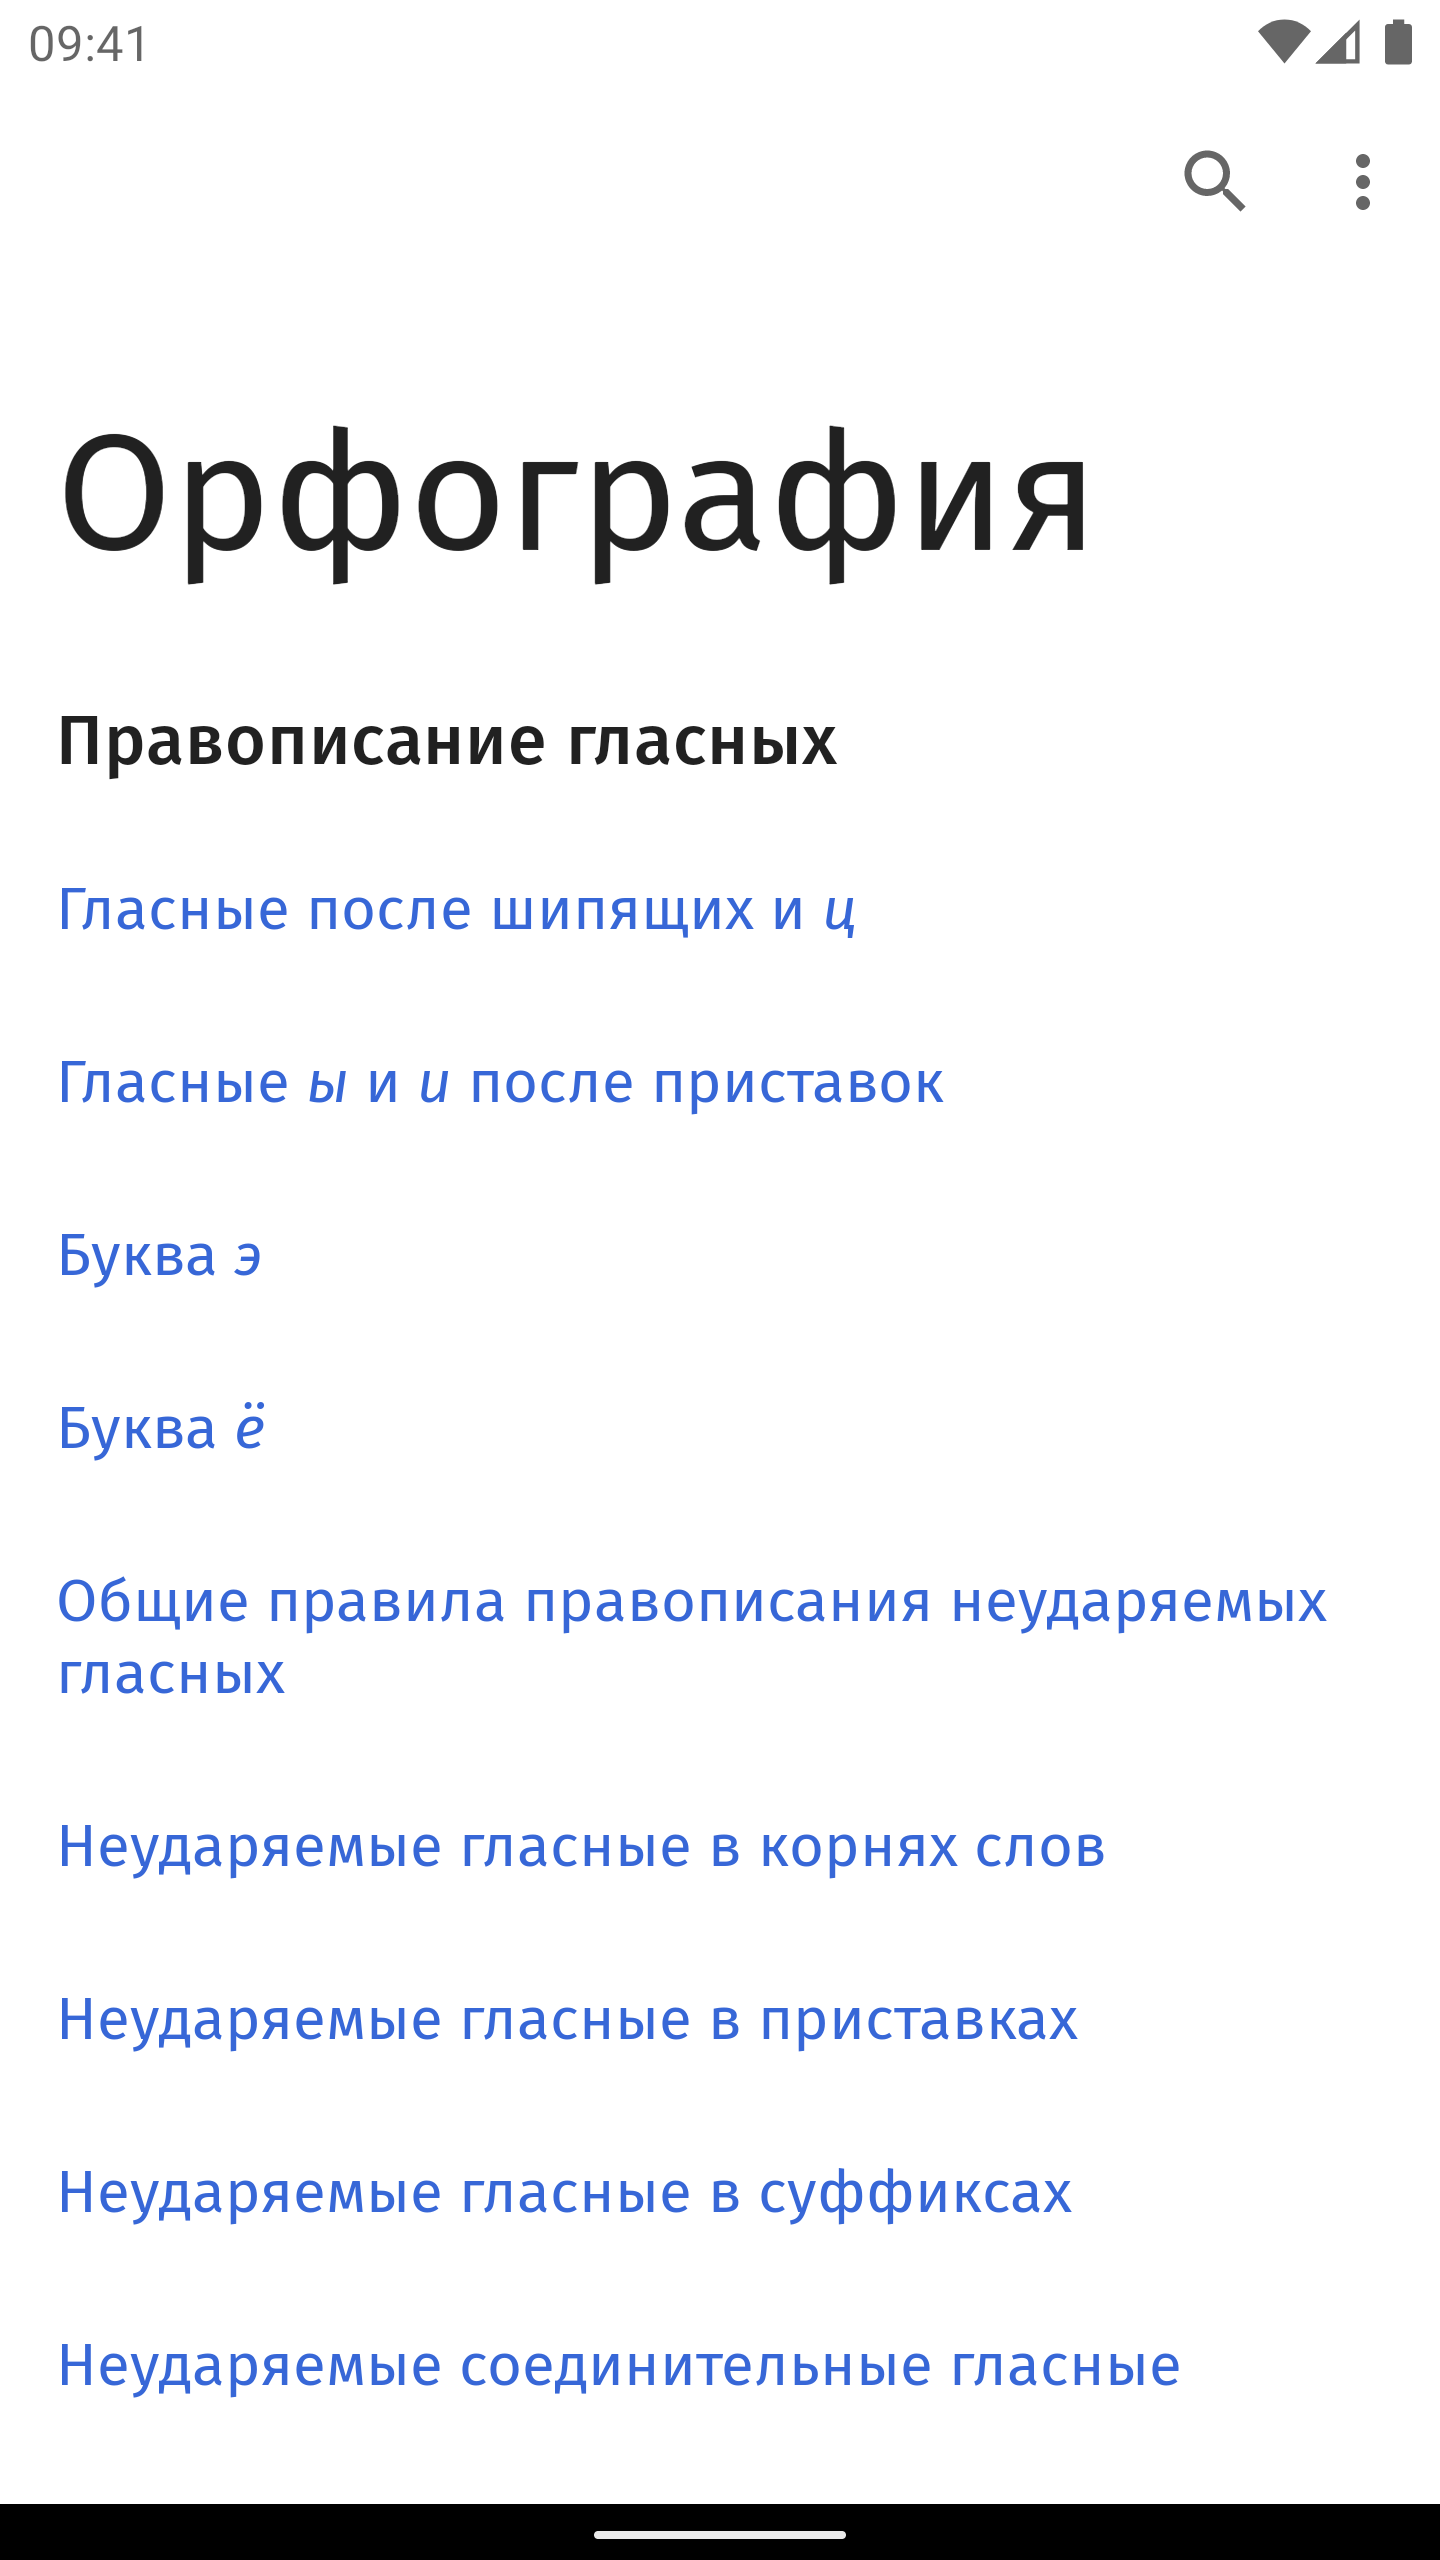 09:41
Орфография
Правописание гласных
Гласные после шипящих и ц
Гласные ы и и после приставок
Буква э
Буква ё
Общие правила правописания неударяемых
гласных
Неударяемые гласные в корнях слов
Неударяемые гласные в приставках
Неударяемые гласные в суффиксах
Неударяемые соединительные гласные